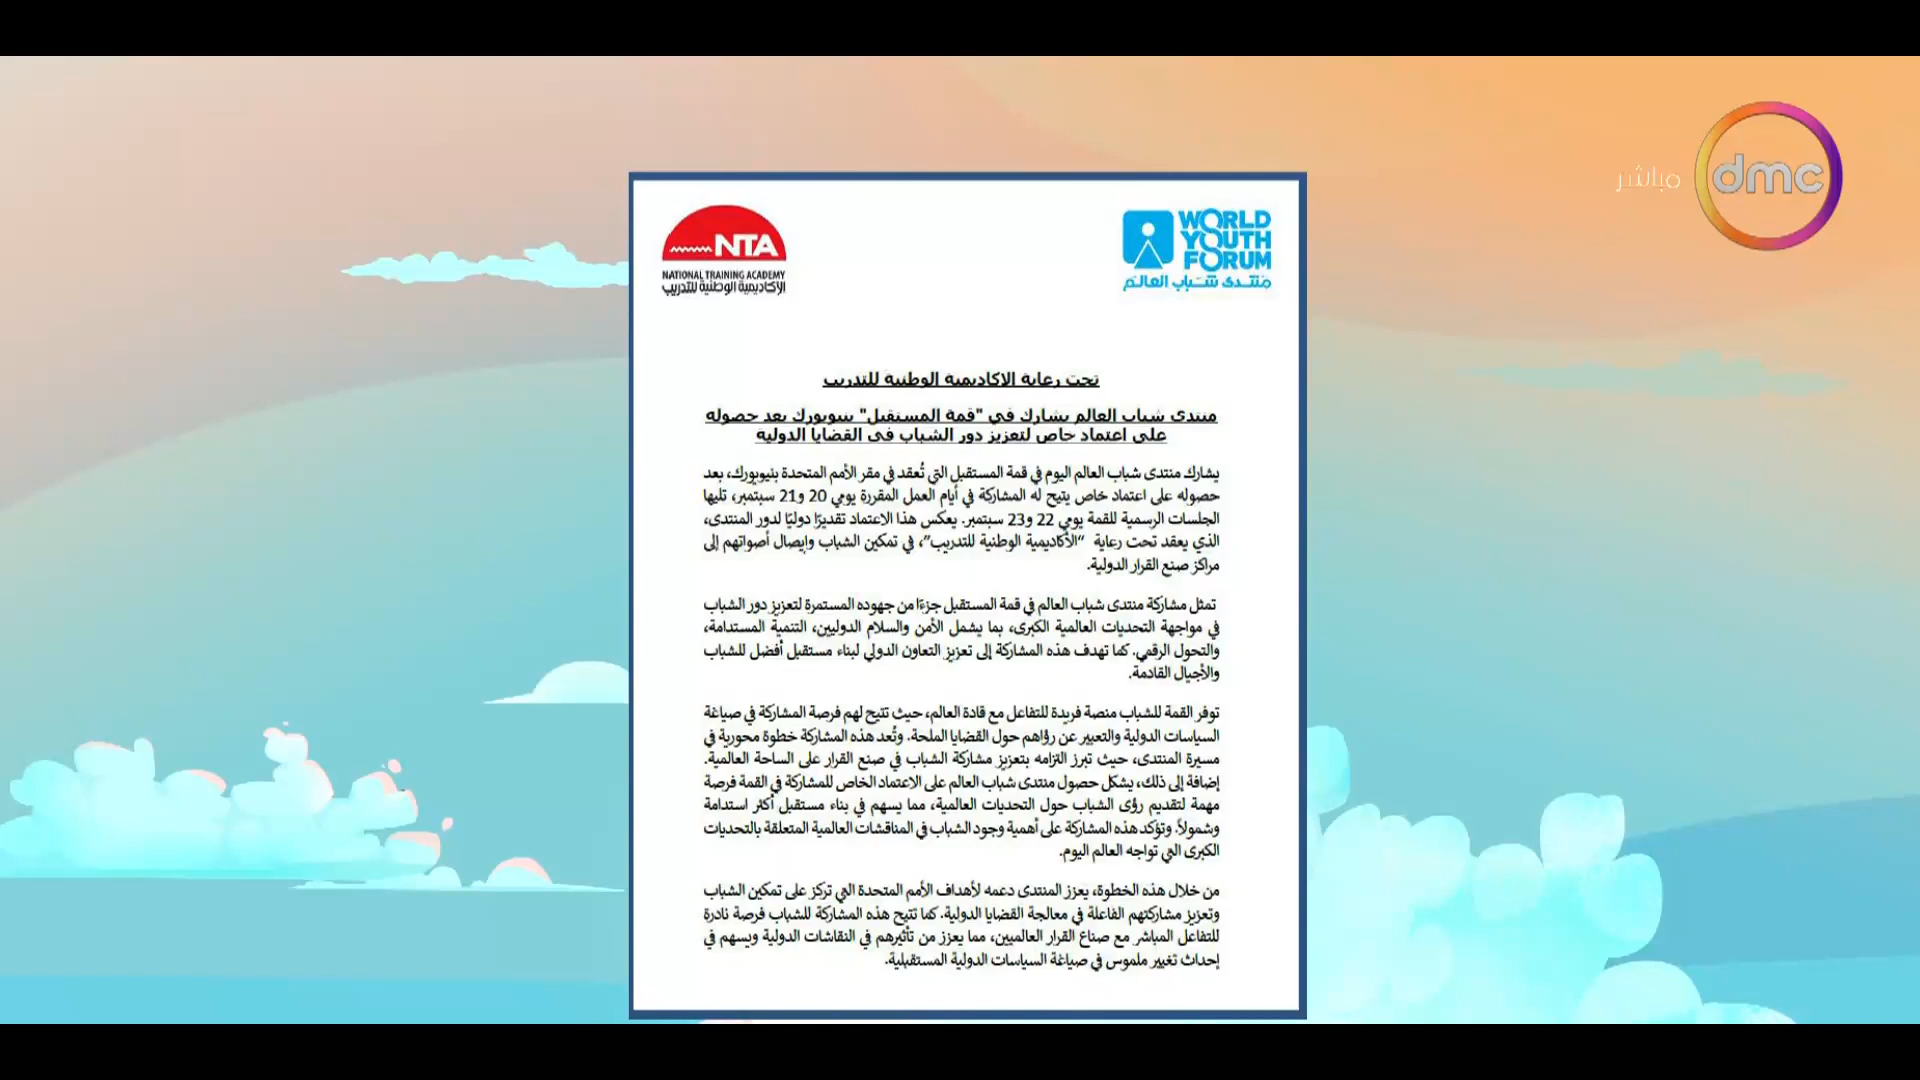 dmc
مباشر
WORLD
YOUTH
FORUM
منتدى شباب العالم
NTA
NATIONAL TRAINING ACADEMY
الأكاديمية الوطنية للتدريب
تحت رعاية الاكاديمية الوطنية للتدريب
منتدى شباب العالم يشارك في "قمة المستقبل" بنيويورك بعد حصوله
على اعتماد خاص لتعزيز دور الشباب في القضايا الدولية
يشارك منتدى شباب العالم اليوم في قمة المستقبل التي تُعقد في مقر الأمم المتحدة بنيويورك، بعد
حصوله على اعتماد خاص يتيح له المشاركة في أيام العمل المقررة يومي 20 و21 سبتمبر، تليها
الجلسات الرسمية للقمة يومي 22 و23 سبتمبر. يعكس هذا الاعتماد تقديرًا دوليًا لدور المنتدى،
الذي يعقد تحت رعاية "الأكاديمية الوطنية للتدريب"، في تمكين الشباب وإيصال أصواتهم إلى
مراكز صنع القرار الدولية.
تمثل مشاركة منتدى شباب العالم في قمة المستقبل جزءًا من جهوده المستمرة لتعزيز دور الشباب
في مواجهة التحديات العالمية الكبرى، بما يشمل الأمن والسلام الدوليين، التنمية المستدامة،
والتحول الرقمي. كما تهدف هذه المشاركة إلى تعزيز التعاون الدولي لبناء مستقبل أفضل للشباب
والأجيال القادمة.
توفر القمة للشباب منصة فريدة للتفاعل مع قادة العالم، حيث تتيح لهم فرصة المشاركة في صياغة
السياسات الدولية والتعبير عن رؤاهم حول القضايا الملحة. وتُعد هذه المشاركة خطوة محورية في
مسيرة المنتدى، حيث تبرز التزامه بتعزيز مشاركة الشباب في صنع القرار على الساحة العالمية.
إضافة إلى ذلك، يشكل حصول منتدى شباب العالم على الاعتماد الخاص للمشاركة في القمة فرصة
مهمة لتقديم رؤى الشباب حول التحديات العالمية، مما يسهم في بناء مستقبل أكثر استدامة
وشمولاً. وتؤكد هذه المشاركة على أهمية وجود الشباب في المناقشات العالمية المتعلقة بالتحديات
الكبرى التي تواجه العالم اليوم.
من خلال هذه الخطوة، يعزز المنتدى دعمه لأهداف الأمم المتحدة التي تركز على تمكين الشباب
وتعزيز مشاركتهم الفاعلة في معالجة القضايا الدولية. كما تتيح هذه المشاركة للشباب فرصة نادرة
للتفاعل المباشر مع صناع القرار العالميين، مما يعزز من تأثيرهم في النقاشات الدولية ويسهم في
إحداث تغيير ملموس في صياغة السياسات الدولية المستقبلية.